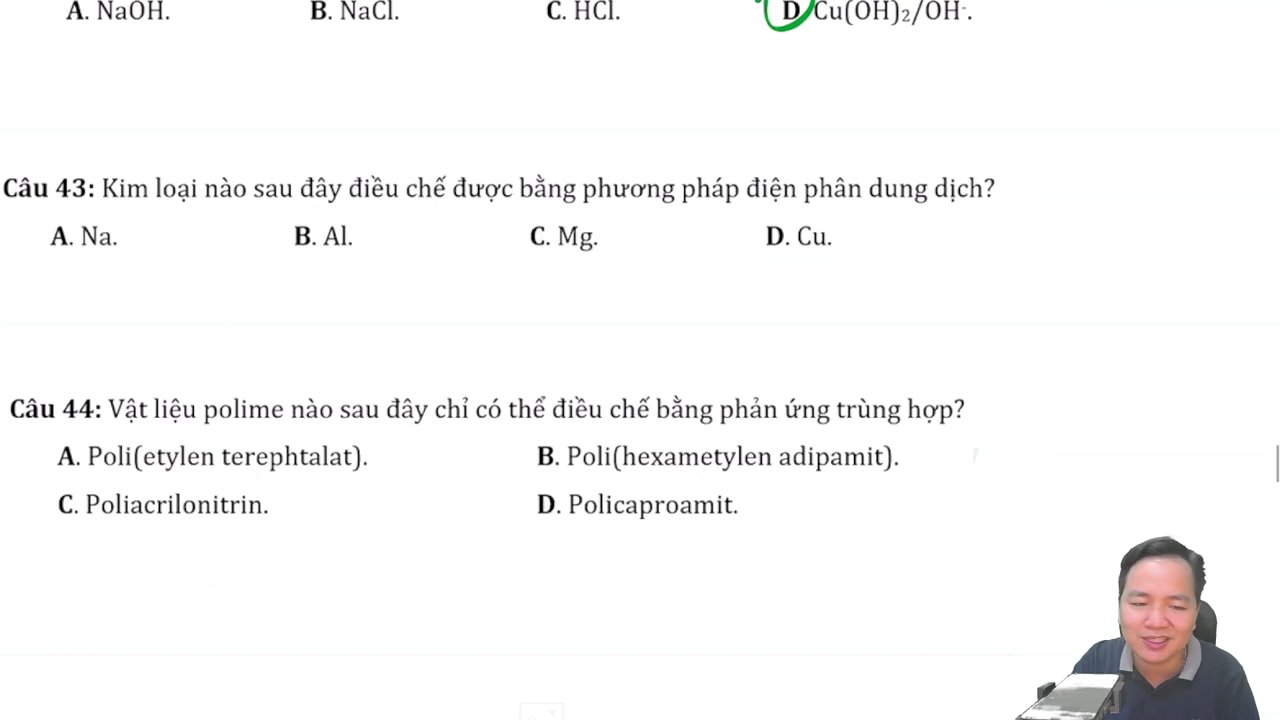 A. NaOH. B. NaCl. C. HCl. D Cu(OH)₂/OH⁻.
Câu 43: Kim loại nào sau đây điều chế được bằng phương pháp điện phân dung dịch?
A. Na. B. Al. C. Mg. D. Cu.
Câu 44: Vật liệu polime nào sau đây chỉ có thể điều chế bằng phản ứng trùng hợp?
A. Poli(etylen terephtalat). B. Poli(hexametylen adipamit).
C. Poliacrilonitrin. D. Policaproamit.